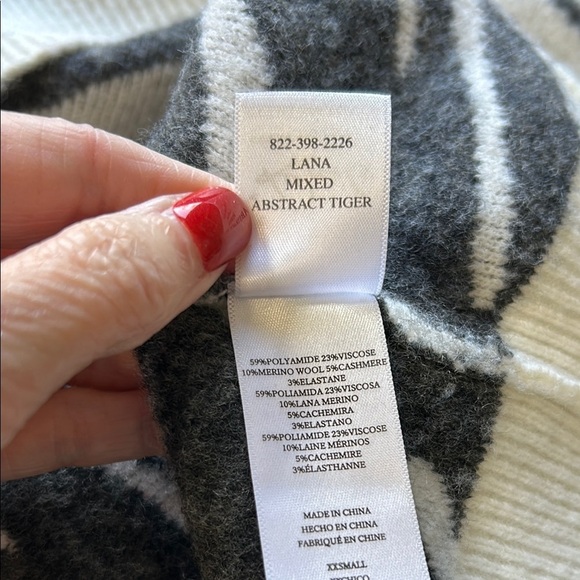 822-398-2226
LANA
MIXED
ABSTRACT TIGER
59%POLYAMIDE 23%VISCOSE
10%MERINO WOOL 5%CASHMERE
3%ELASTANE
59%POLIAMIDA 23%VISCOSA
10%LANA MERINO
5%CACHEMIRA
3%ELASTANO
59%POLIAMIDE 23%VISCOSE
10%LAINE MÉRINOS
5%CACHEMIRE
3%ÉLASTHANNE
MADE IN CHINA
HECHO EN CHINA
FABRIQUÉ EN CHINE
XXSMALL